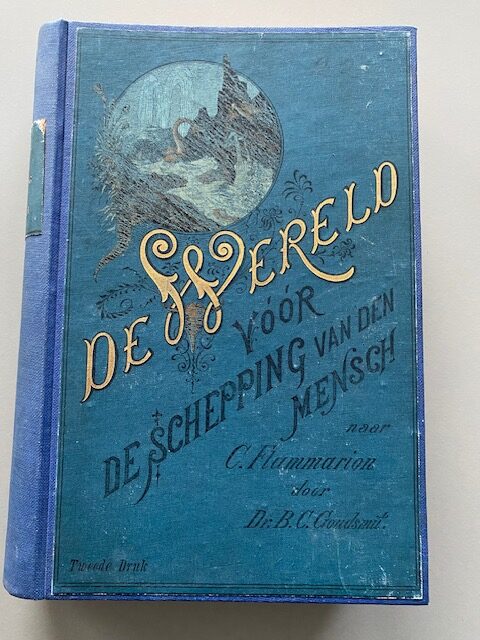 DE WERELD
VÓÓR
DE SCHEPPING VAN DEN
MENSCH
naar
C. Flammarion
door
Dr. B. C. Goudsmit.
Tweede Druk